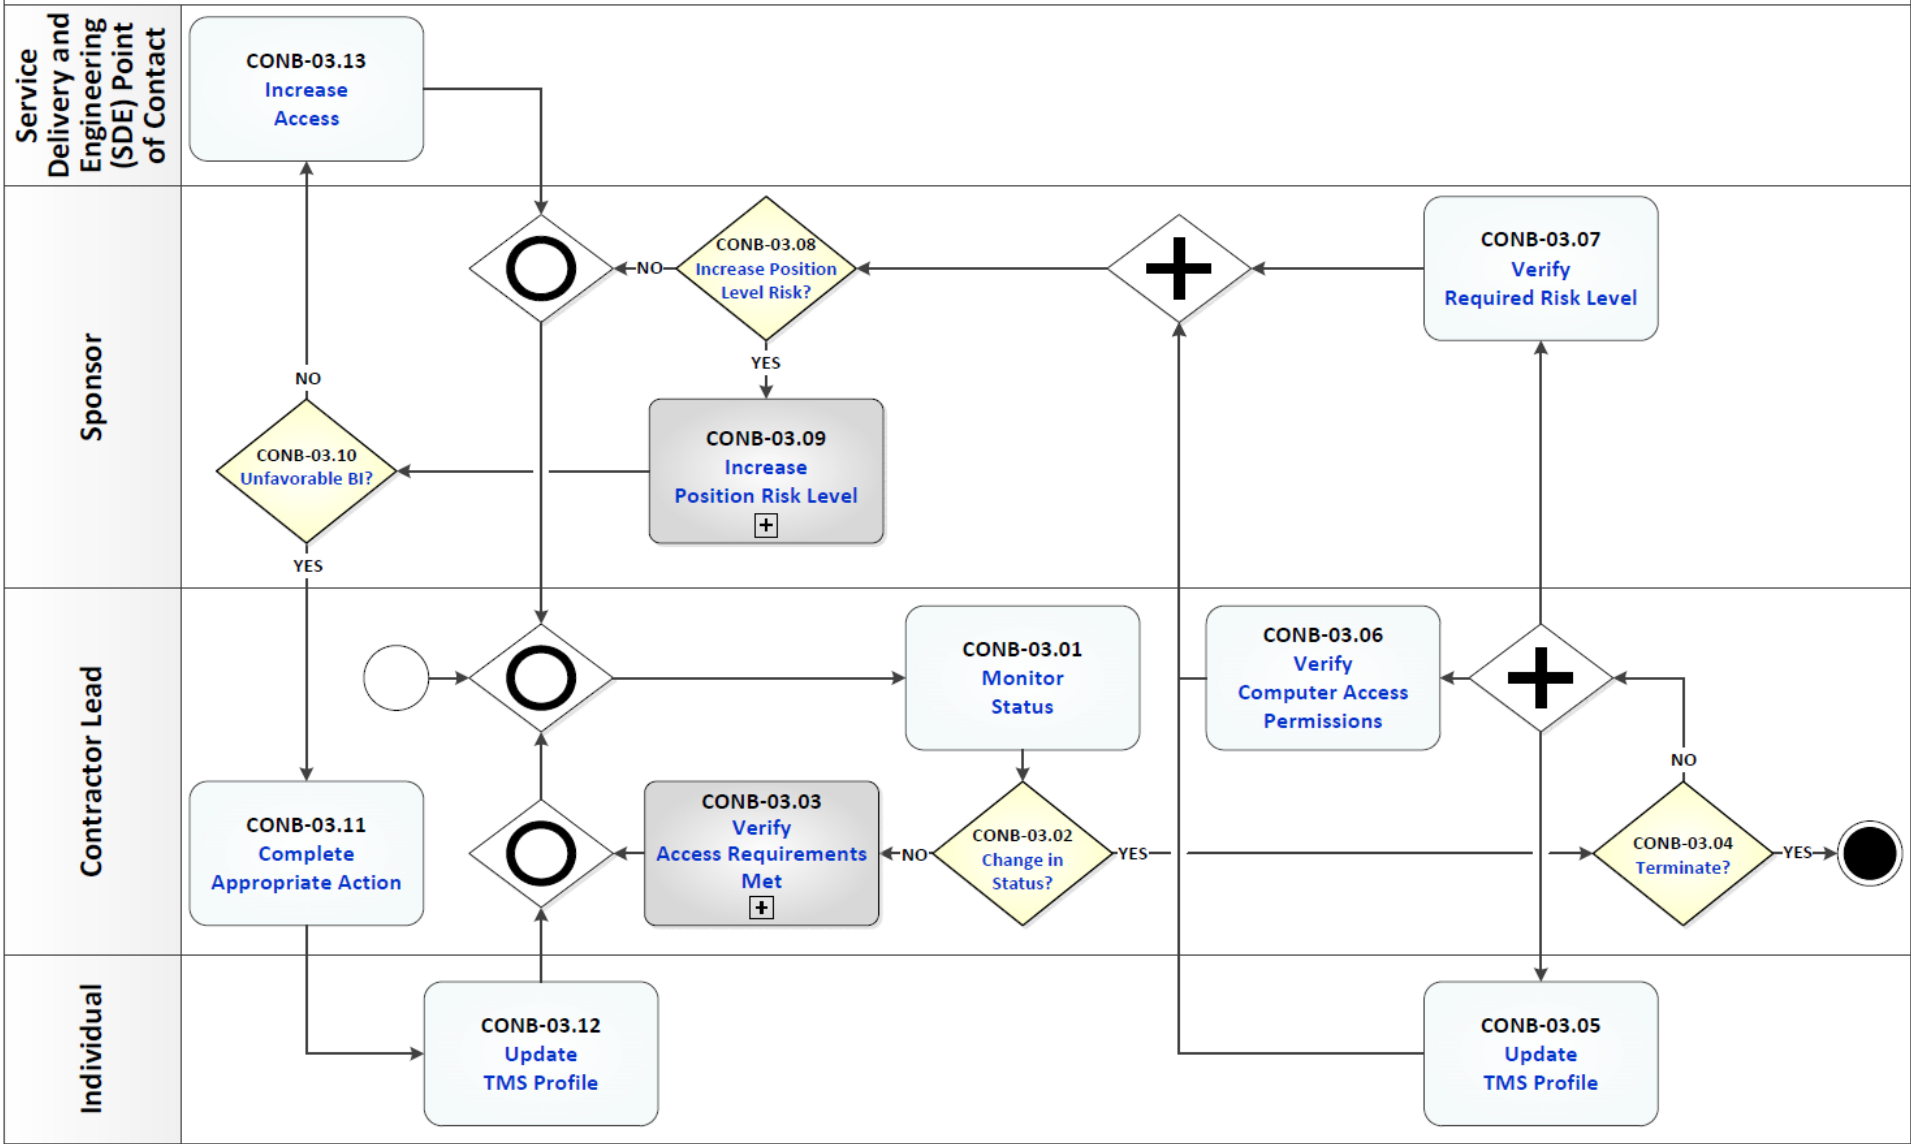 Service
Delivery and
Engineering
(SDE) Point
of Contact
CONB-03.13
Increase
Access
Sponsor
CONB-03.08
Increase Position
Level Risk?
NO
YES
CONB-03.07
Verify
Required Risk Level
CONB-03.09
Increase
Position Risk Level
NO
CONB-03.10
Unfavorable BI?
YES
Contractor Lead
CONB-03.01
Monitor
Status
CONB-03.06
Verify
Computer Access
Permissions
CONB-03.11
Complete
Appropriate Action
CONB-03.03
Verify
Access Requirements
Met
NO
CONB-03.02
Change in
Status?
YES
NO
CONB-03.04
Terminate?
YES
Individual
CONB-03.12
Update
TMS Profile
CONB-03.05
Update
TMS Profile